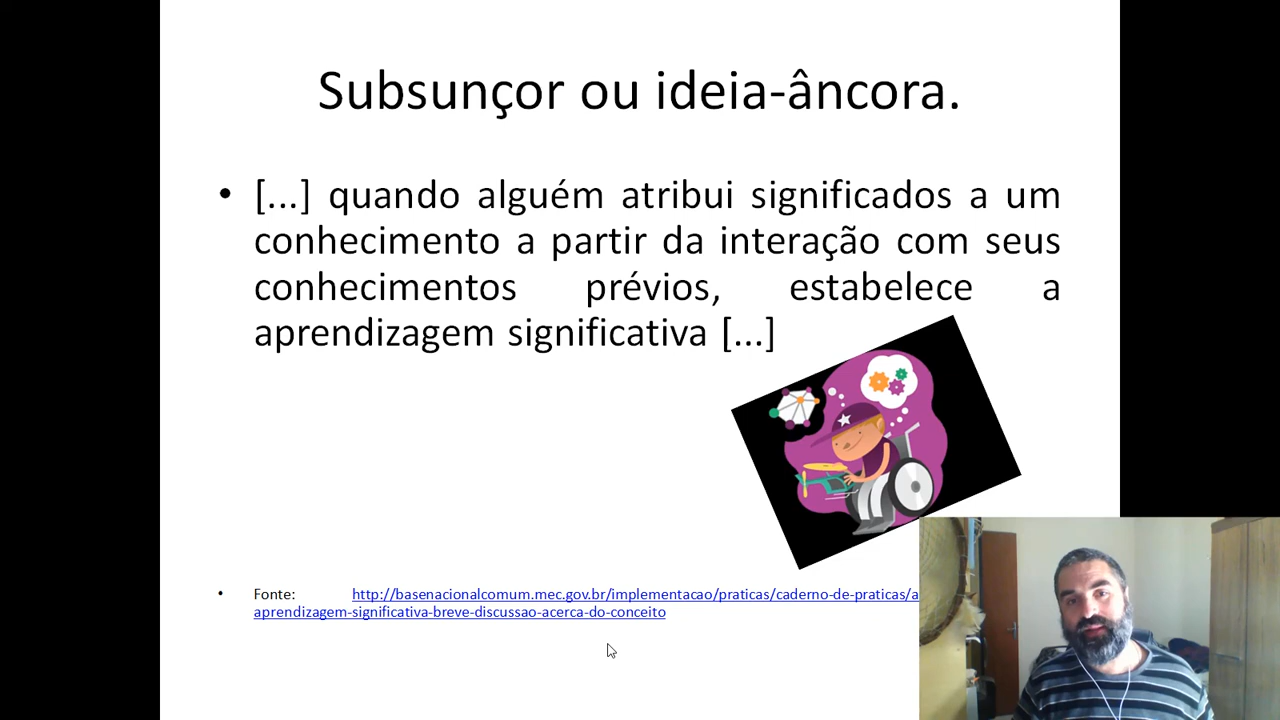 Subsunçor ou ideia-âncora.
• [...] quando alguém atribui significados a um
conhecimento a partir da interação com seus
conhecimentos prévios, estabelece a
aprendizagem significativa [...]
• Fonte: http://basenacionalcomum.mec.gov.br/implementacao/praticas/caderno-de-praticas/a
aprendizagem-significativa-breve-discussao-acerca-do-conceito